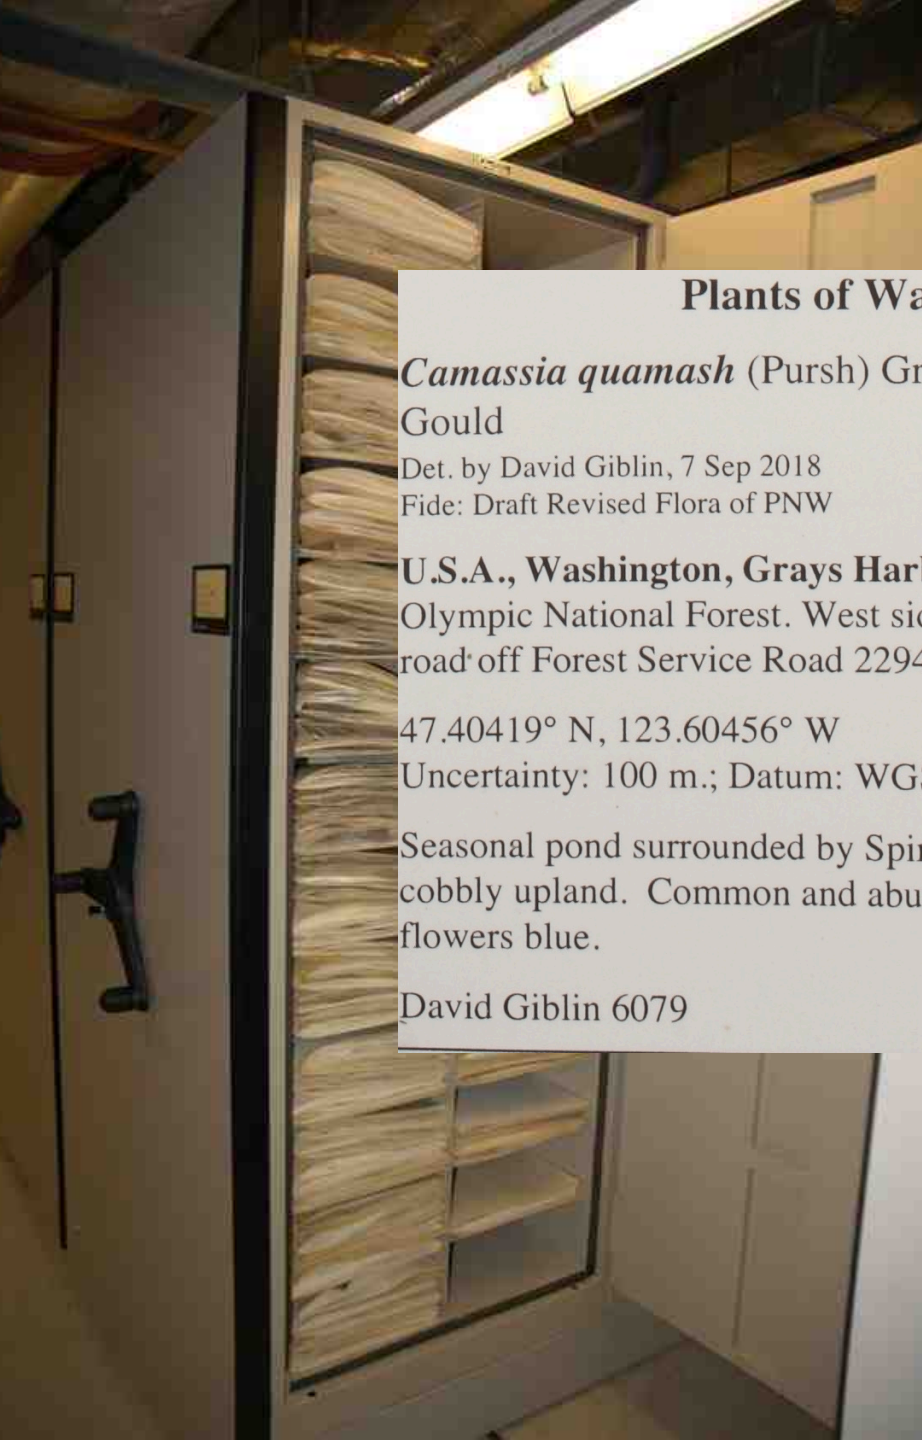 Plants of Wa
Camassia quamash (Pursh) Gr
Gould
Det. by David Giblin, 7 Sep 2018
Fide: Draft Revised Flora of PNW
U.S.A., Washington, Grays Har
Olympic National Forest. West si
road off Forest Service Road 2294
47.40419° N, 123.60456° W
Uncertainty: 100 m.; Datum: WG
Seasonal pond surrounded by Spi
cobbly upland. Common and abu
flowers blue.
David Giblin 6079